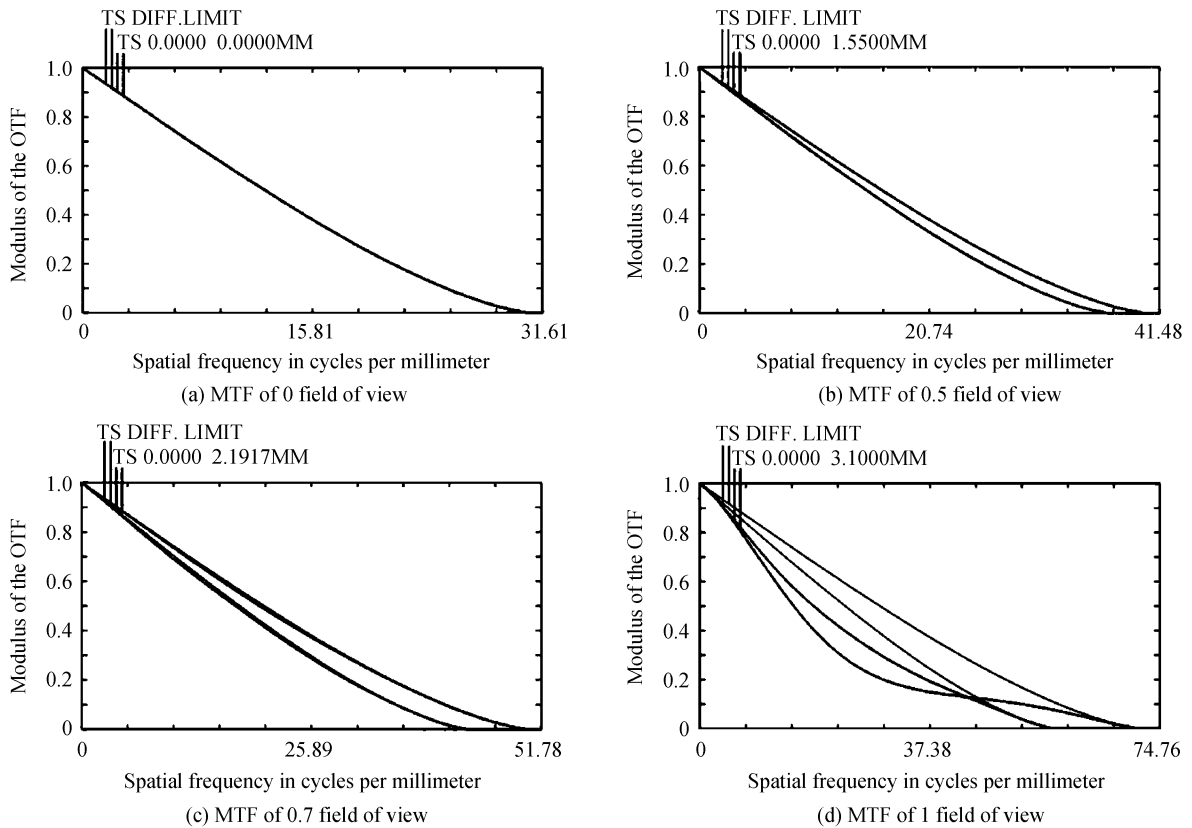 TS DIFF.LIMIT
TS 0.0000 0.0000MM
1.0
0.8
0.6
0.4
0.2
0
Modulus of the OTF
0 15.81 31.61
Spatial frequency in cycles per millimeter
(a) MTF of 0 field of view
TS DIFF.LIMIT
TS 0.0000 1.5500MM
1.0
0.8
0.6
0.4
0.2
0
Modulus of the OTF
0 20.74 41.48
Spatial frequency in cycles per millimeter
(b) MTF of 0.5 field of view
TS DIFF. LIMIT
TS 0.0000 2.1917MM
1.0
0.8
0.6
0.4
0.2
0
Modulus of the OTF
0 25.89 51.78
Spatial frequency in cycles per millimeter
(c) MTF of 0.7 field of view
TS DIFF. LIMIT
TS 0.0000 3.1000MM
1.0
0.8
0.6
0.4
0.2
0
Modulus of the OTF
0 37.38 74.76
Spatial frequency in cycles per millimeter
(d) MTF of 1 field of view